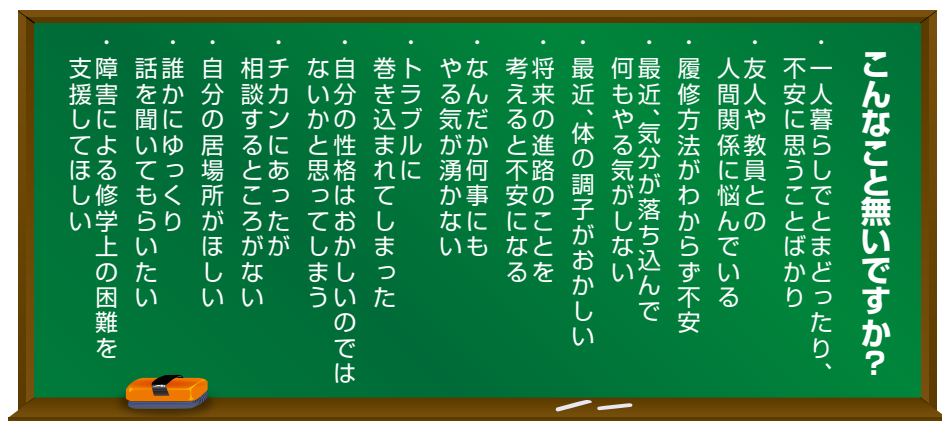 こんなこと無いですか？
・一人暮らしでとまどったり、
不安に思うことばかり
・友人や教員との
人間関係に悩んでいる
・履修方法がわからず不安
・最近、気分が落ち込んで
何もやる気がしない
・最近、体の調子がおかしい
・将来の進路のことを
考えると不安になる
・なんだか何事にも
やる気が湧かない
・トラブルに
巻き込まれてしまった
・自分の性格はおかしいのでは
ないかと思ってしまう
・チカンにあったが
相談するところがない
・自分の居場所がほしい
・誰かにゆっくり
話を聞いてもらいたい
・障害による修学上の困難を
支援してほしい